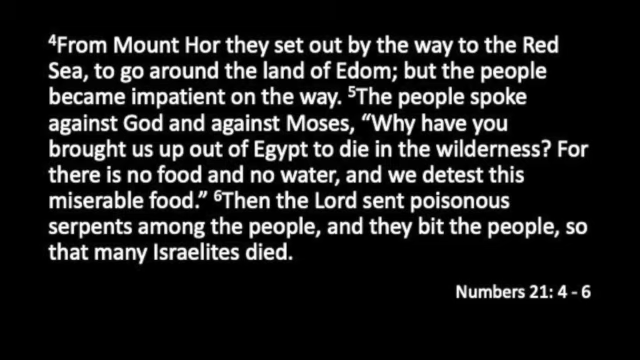 ⁴From Mount Hor they set out by the way to the Red
Sea, to go around the land of Edom; but the people
became impatient on the way. ⁵The people spoke
against God and against Moses, “Why have you
brought us up out of Egypt to die in the wilderness? For
there is no food and no water, and we detest this
miserable food.” ⁶Then the Lord sent poisonous
serpents among the people, and they bit the people, so
that many Israelites died.
Numbers 21: 4 - 6